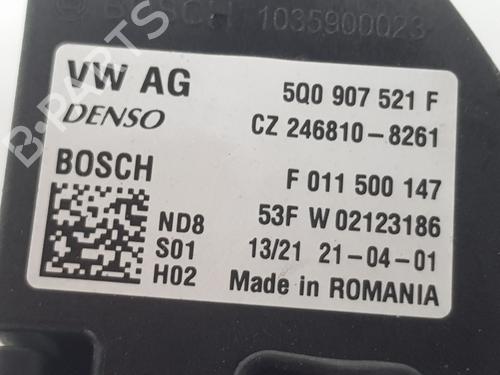 BOSCH 1035900023
VW AG 5Q0 907 521 F
DENSO CZ 246810-8261
BOSCH F 011 500 147
ND8 53F W 02123186
S01 13/21 21-04-01
H02 Made in ROMANIA
B-PARTS